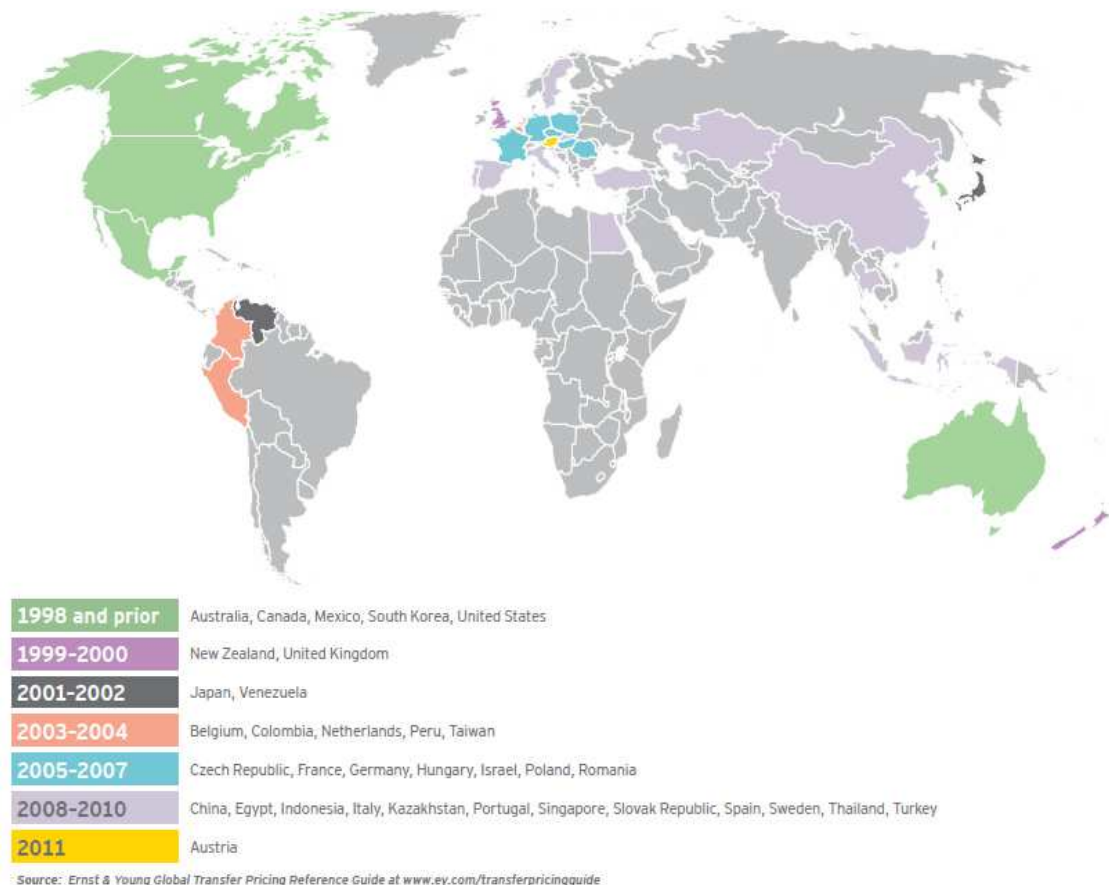 1998 and prior Australia, Canada, Mexico, South Korea, United States
1999-2000 New Zealand, United Kingdom
2001-2002 Japan, Venezuela
2003-2004 Belgium, Colombia, Netherlands, Peru, Taiwan
2005-2007 Czech Republic, France, Germany, Hungary, Israel, Poland, Romania
2008-2010 China, Egypt, Indonesia, Italy, Kazakhstan, Portugal, Singapore, Slovak Republic, Spain, Sweden, Thailand, Turkey
2011 Austria
Source: Ernst & Young Global Transfer Pricing Reference Guide at www.ey.com/transferpricingguide